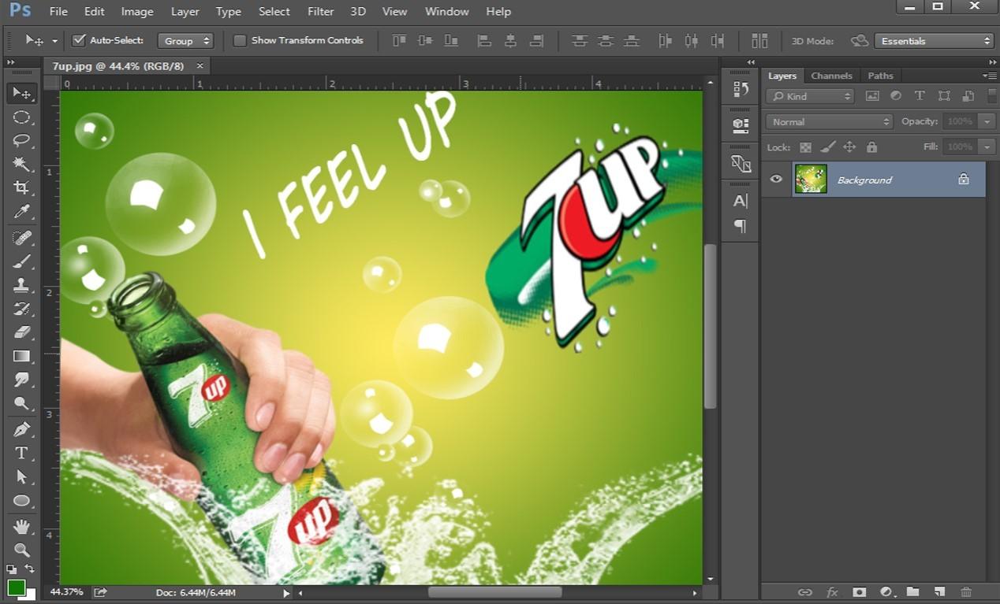 Ps File Edit Image Layer Type Select Filter 3D View Window Help
Auto-Select: Group Show Transform Controls 3D Mode: Essentials
7up.jpg @ 44.4% (RGB/8) ×
0 1 2 3 4
1
2
3
4
I FEEL UP
7UP
7up
7up
Layers Channels Paths
Kind
Normal Opacity: 100%
Lock: Fill: 100%
Background
A
¶
T
fx
44.37% Doc: 6.44M/6.44M